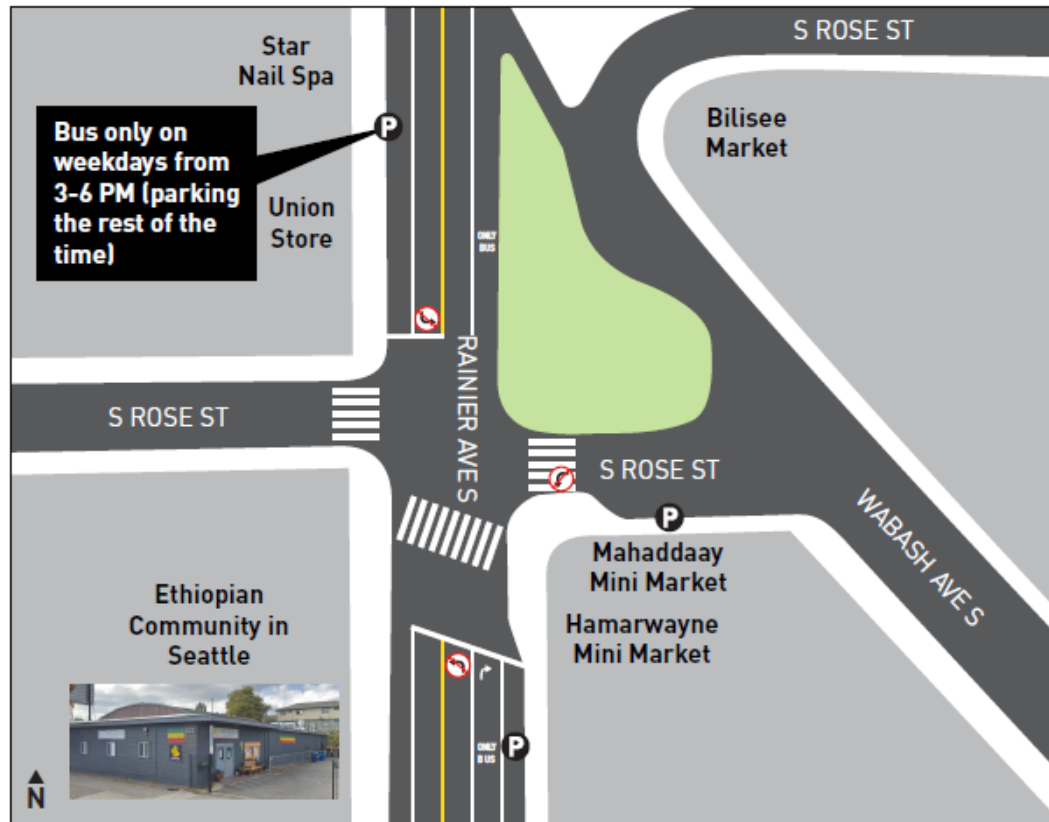 S ROSE ST
Star
Nail Spa
Bilisee
Market
P
Bus only on
weekdays from
3-6 PM (parking
the rest of the
time)
Union
Store
ONLY
BUS
RAINIER AVE S
S ROSE ST
S ROSE ST
P
WABASH AVE S
Mahaddaay
Mini Market
Hamarwayne
Mini Market
Ethiopian
Community in
Seattle
ONLY
BUS
P
N